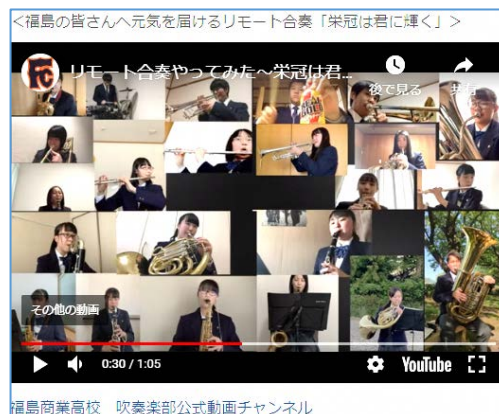 <福島の皆さんへ元気を届けるリモート合奏「栄冠は君に輝く」>
FC
リモート合奏やってみた～栄冠は君...
後で見る
共有
その他の動画
0:30 / 1:05
YouTube
福島商業高校 吹奏楽部公式動画チャンネル